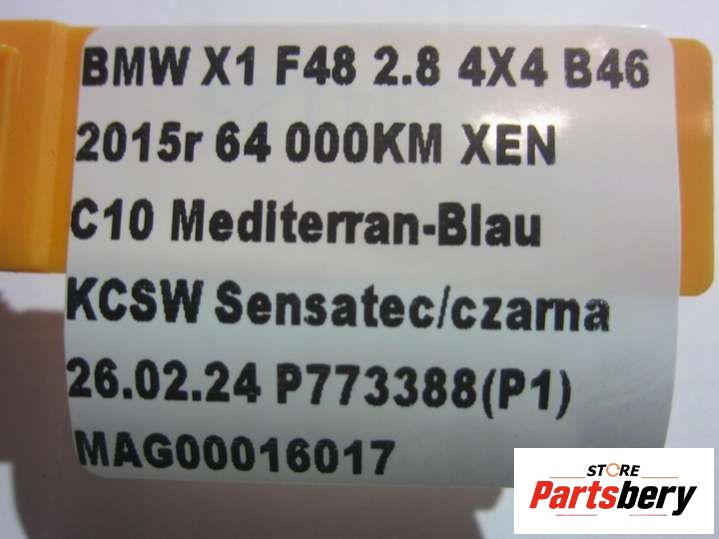 BMW X1 F48 2.8 4X4 B46
2015r 64 000KM XEN
C10 Mediterran-Blau
KCSW Sensatec/czarna
26.02.24 P773388(P1)
MAG00016017
STORE
Partsbery